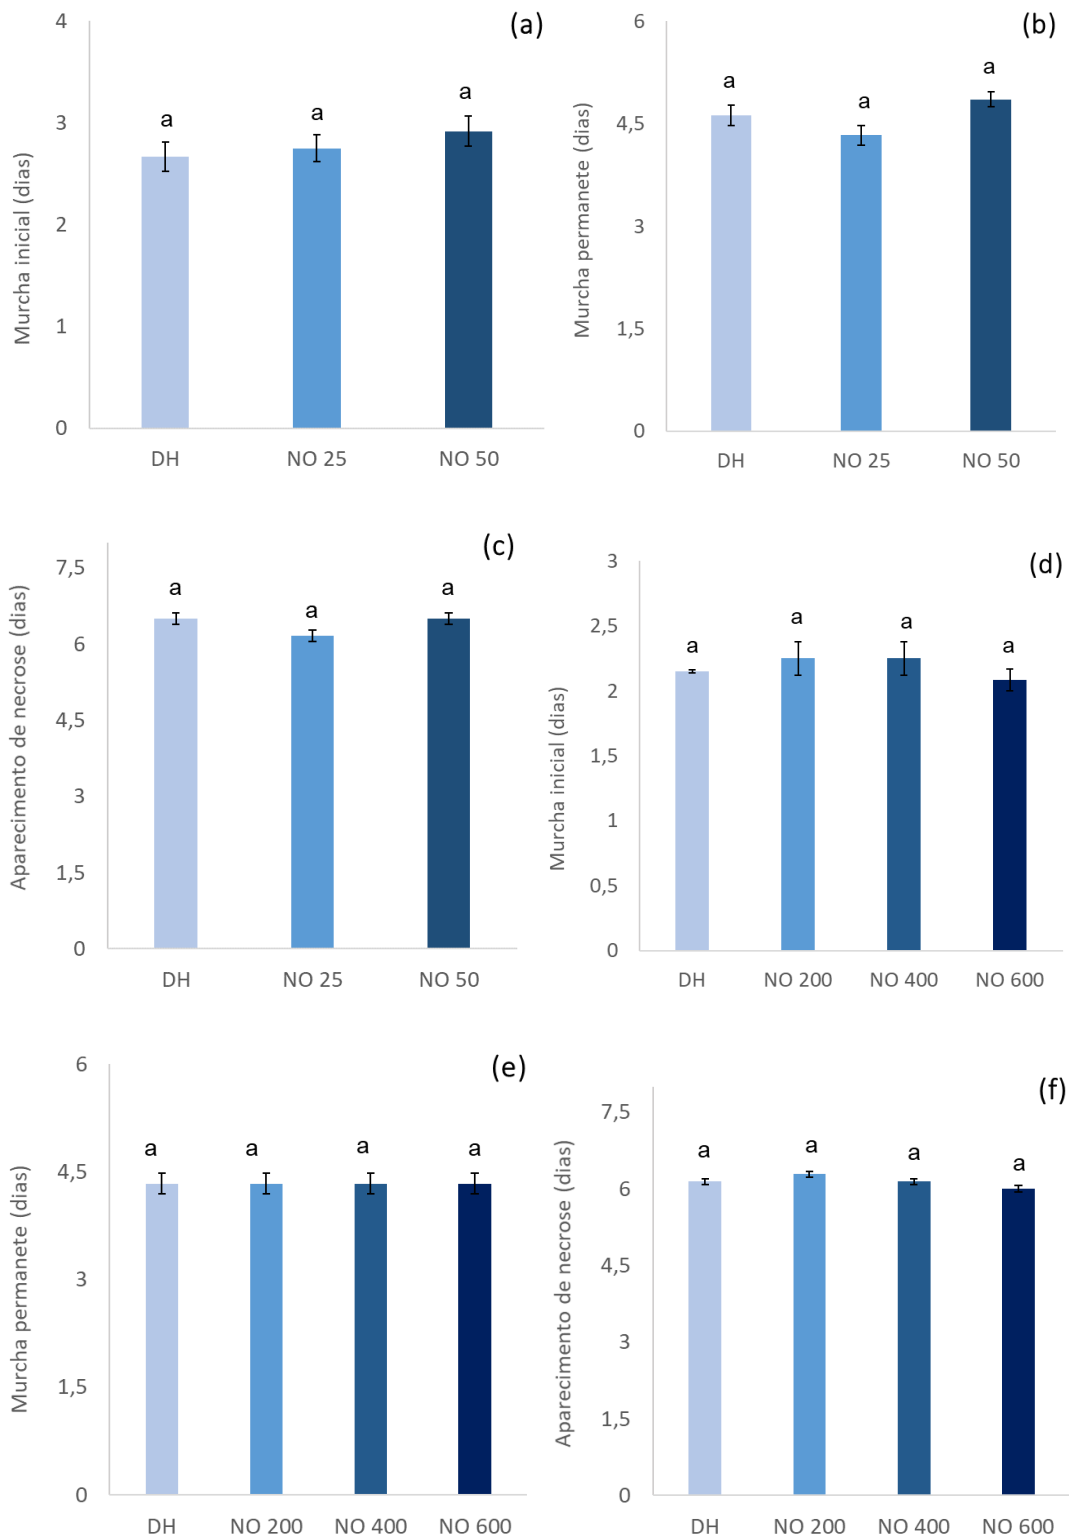 (a)
Murcha inicial (dias)
4
3
2
1
0
a
a
a
DH
NO 25
NO 50
(b)
Murcha permanete (dias)
6
4,5
3
1,5
0
a
a
a
DH
NO 25
NO 50
(c)
Aparecimento de necrose (dias)
7,5
6
4,5
3
1,5
0
a
a
a
DH
NO 25
NO 50
(d)
Murcha inicial (dias)
3
2,5
2
1,5
1
0,5
0
a
a
a
a
DH
NO 200
NO 400
NO 600
(e)
Murcha permanete (dias)
6
4,5
3
1,5
0
a
a
a
a
DH
NO 200
NO 400
NO 600
(f)
Aparecimento de necrose (dias)
7,5
6
4,5
3
1,5
0
a
a
a
a
DH
NO 200
NO 400
NO 600